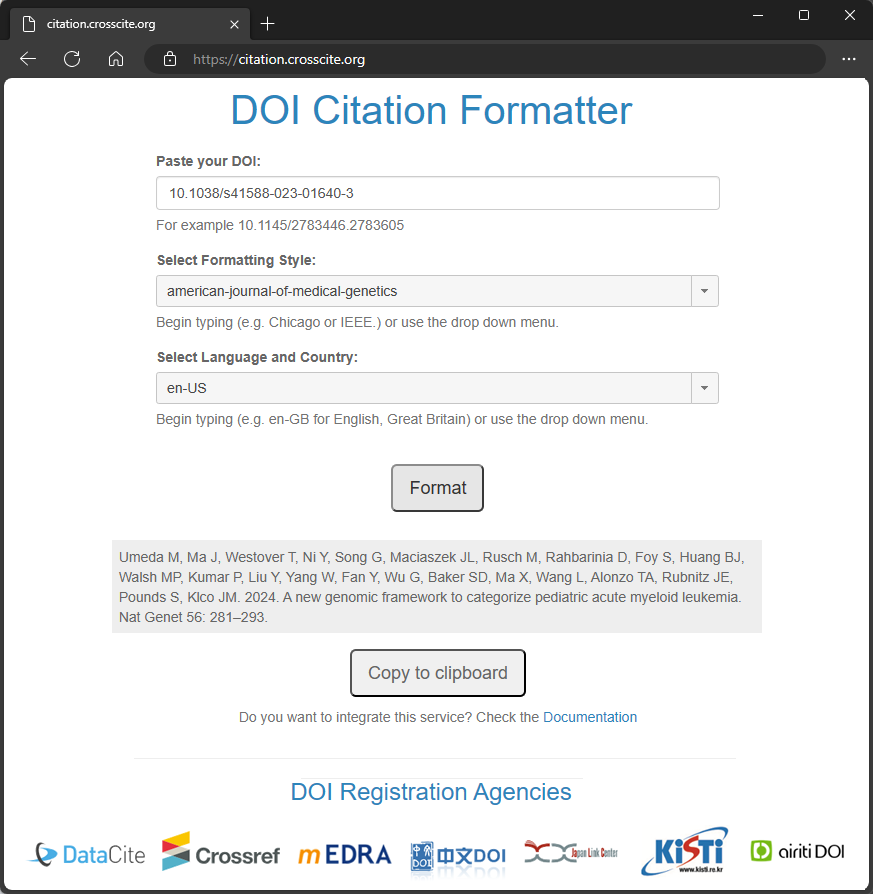 citation.crosscite.org
https://citation.crosscite.org
DOI Citation Formatter
Paste your DOI:
10.1038/s41588-023-01640-3
For example 10.1145/2783446.2783605
Select Formatting Style:
american-journal-of-medical-genetics
Begin typing (e.g. Chicago or IEEE.) or use the drop down menu.
Select Language and Country:
en-US
Begin typing (e.g. en-GB for English, Great Britain) or use the drop down menu.
Format
Umeda M, Ma J, Westover T, Ni Y, Song G, Maciaszek JL, Rusch M, Rahbarinia D, Foy S, Huang BJ,
Walsh MP, Kumar P, Liu Y, Yang W, Fan Y, Wu G, Baker SD, Ma X, Wang L, Alonzo TA, Rubnitz JE,
Pounds S, Klco JM. 2024. A new genomic framework to categorize pediatric acute myeloid leukemia.
Nat Genet 56: 281–293.
Copy to clipboard
Do you want to integrate this service? Check the Documentation
DOI Registration Agencies
DataCite Crossref mEDRA DOI 中文DOI Japan Link Center KiSTi www.kisti.re.kr airiti DOI